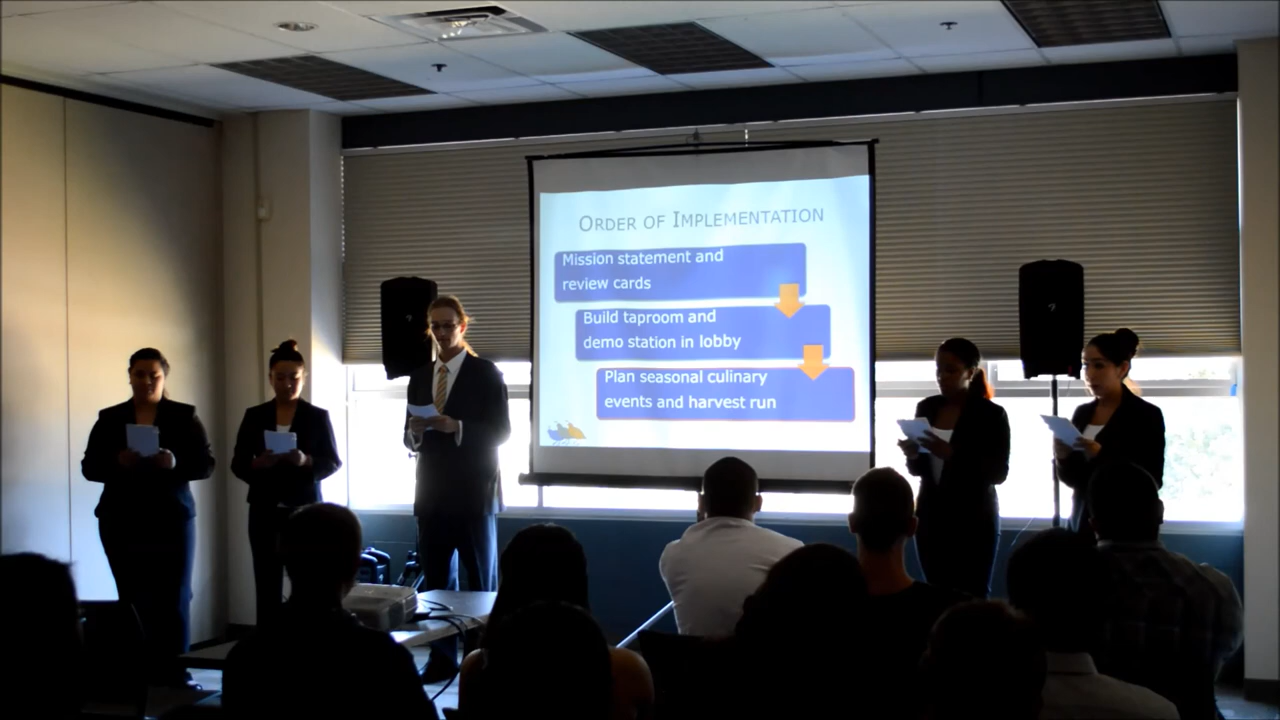 ORDER OF IMPLEMENTATION
Mission statement and
review cards
Build taproom and
demo station in lobby
Plan seasonal culinary
events and harvest run